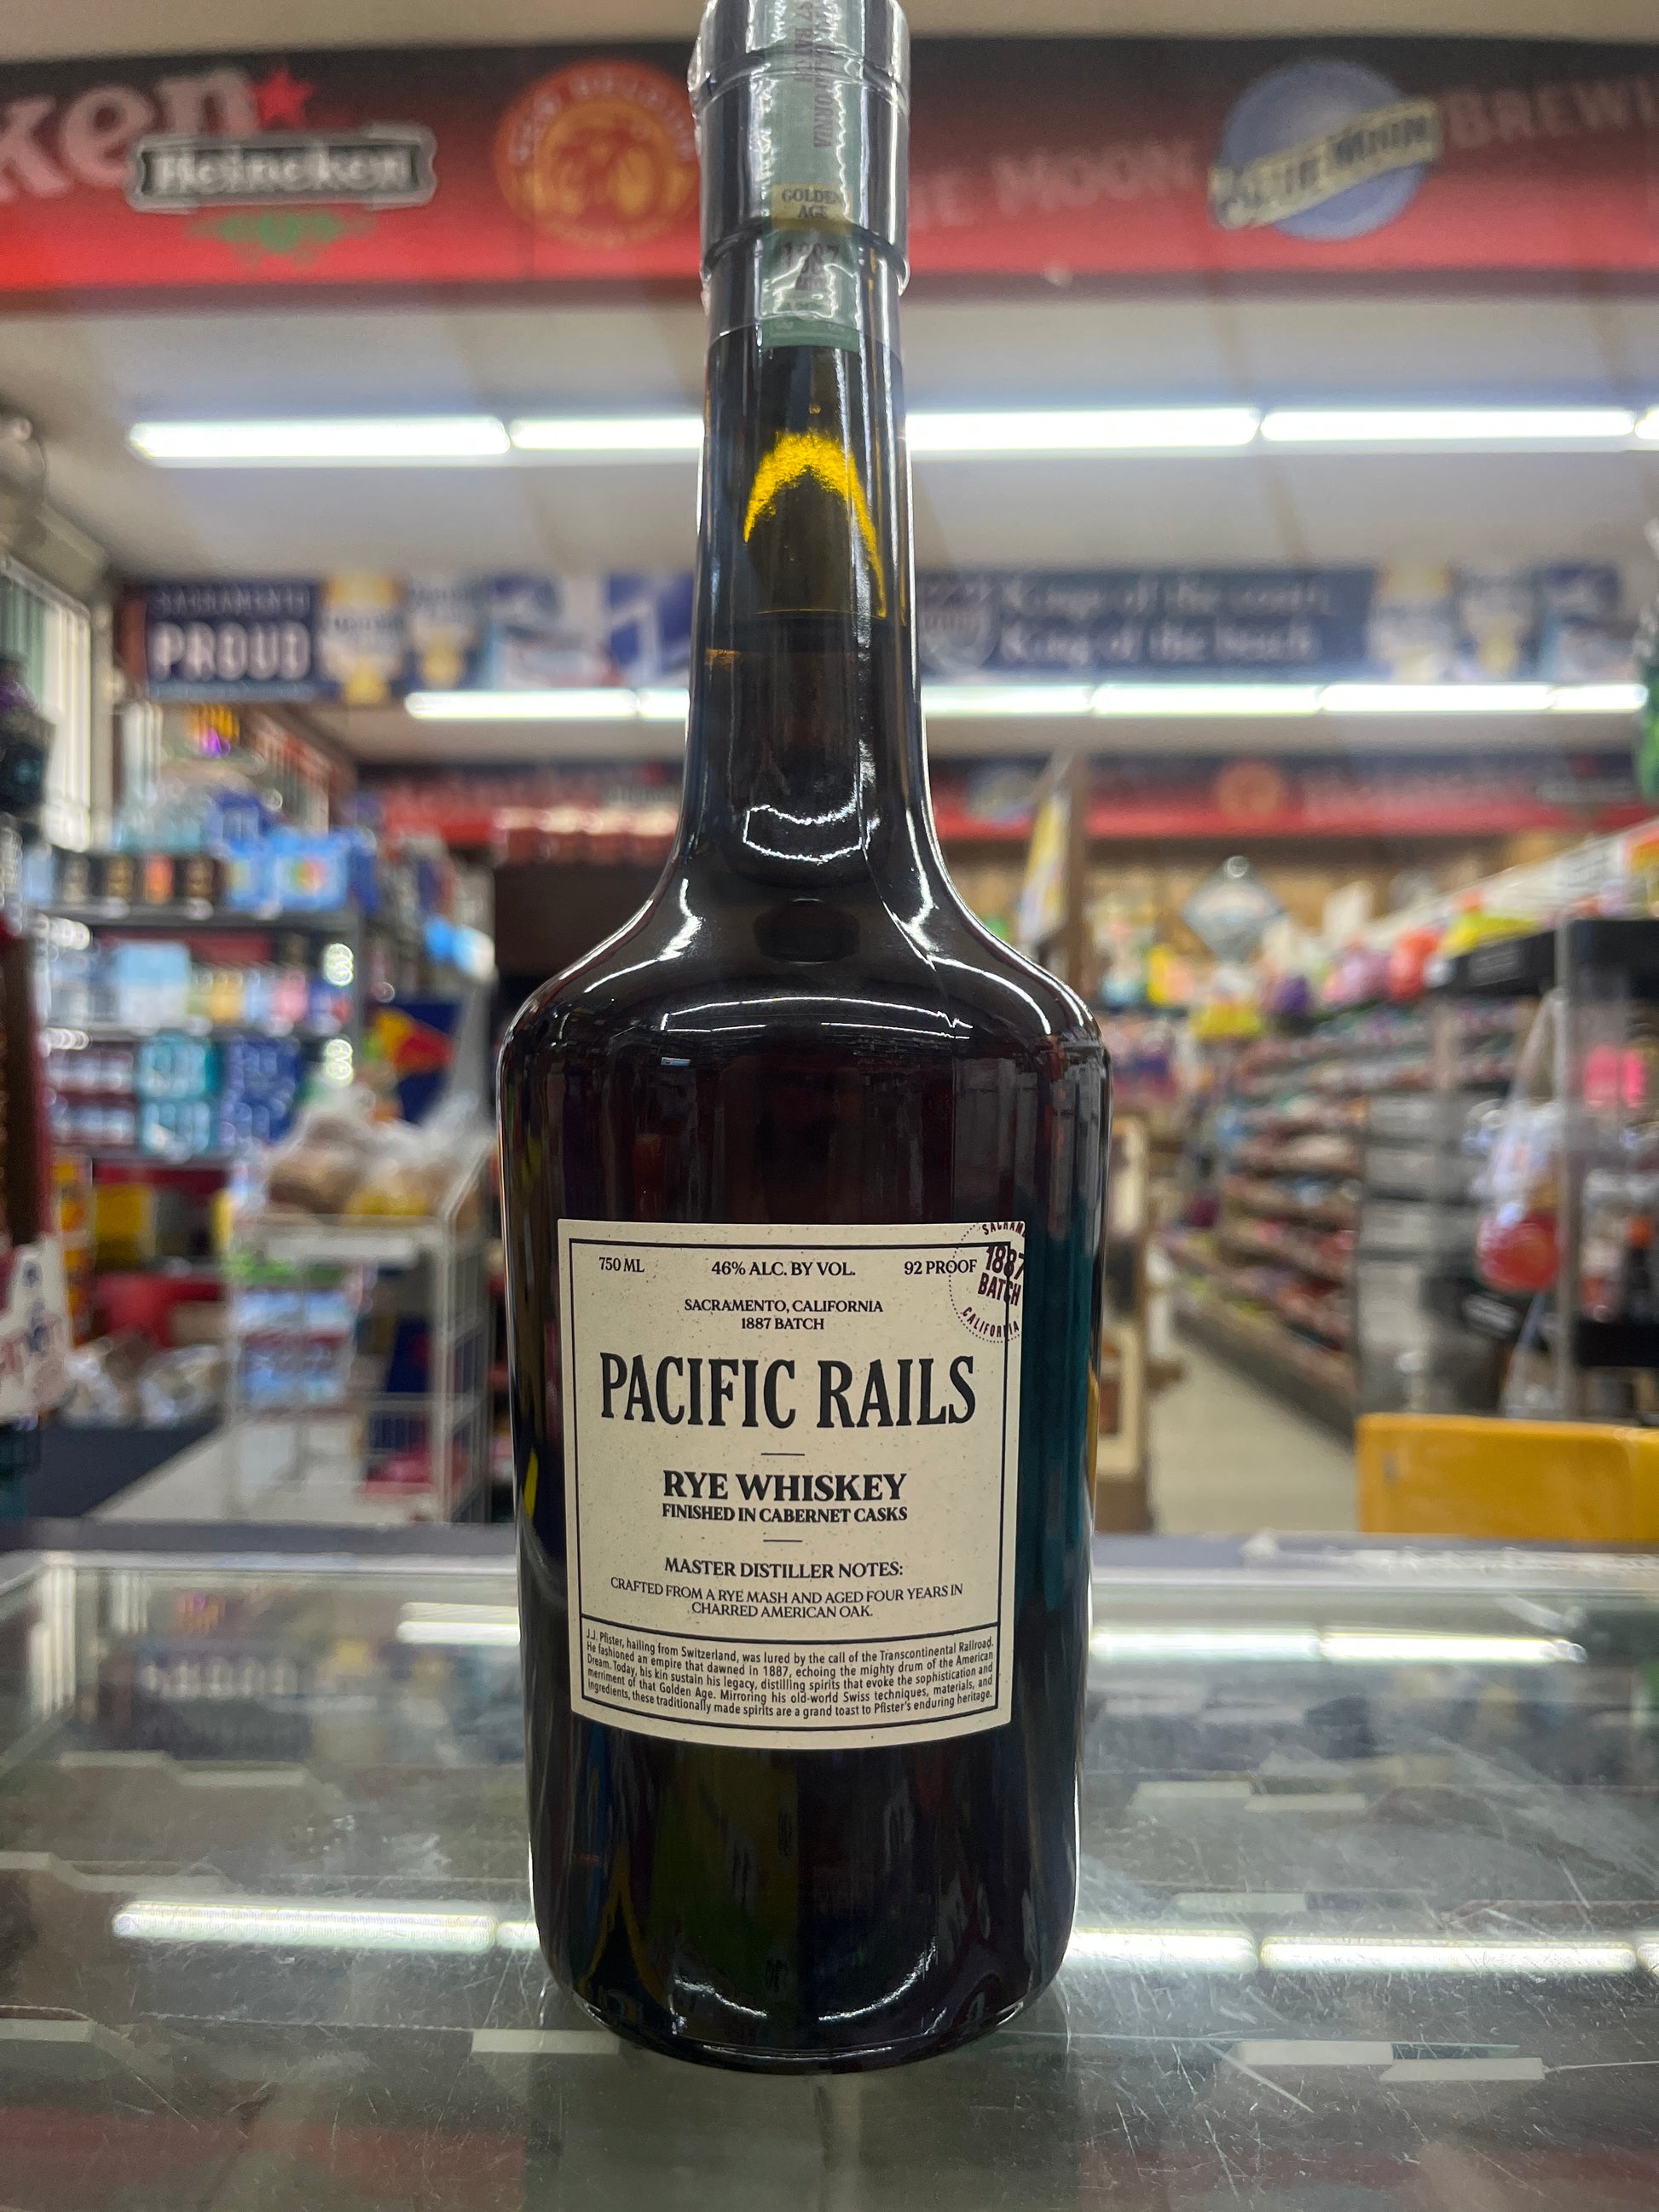 ken
Heineken
BLUE MOON
BREWI
GOLDEN
AGE
SACRAMENTO
PROUD
750 ML
46% ALC. BY VOL.
92 PROOF
1887
BATCH
CALIFORNIA
SACRAMENTO, CALIFORNIA
1887 BATCH
PACIFIC RAILS
RYE WHISKEY
FINISHED IN CABERNET CASKS
MASTER DISTILLER NOTES:
CRAFTED FROM A RYE MASH AND AGED FOUR YEARS IN
CHARRED AMERICAN OAK.
J.J. Pfister, hailing from Switzerland, was lured by the call of the Transcontinental Railroad.
He fashioned an empire that dawned in 1887, echoing the mighty drum of the American
Dream. Today, his kin sustain his legacy, distilling spirits that evoke the sophistication and
merriment of that Golden Age. Mirroring his old-world Swiss techniques, materials, and
ingredients, these traditionally made spirits are a grand toast to Pfister's enduring heritage.